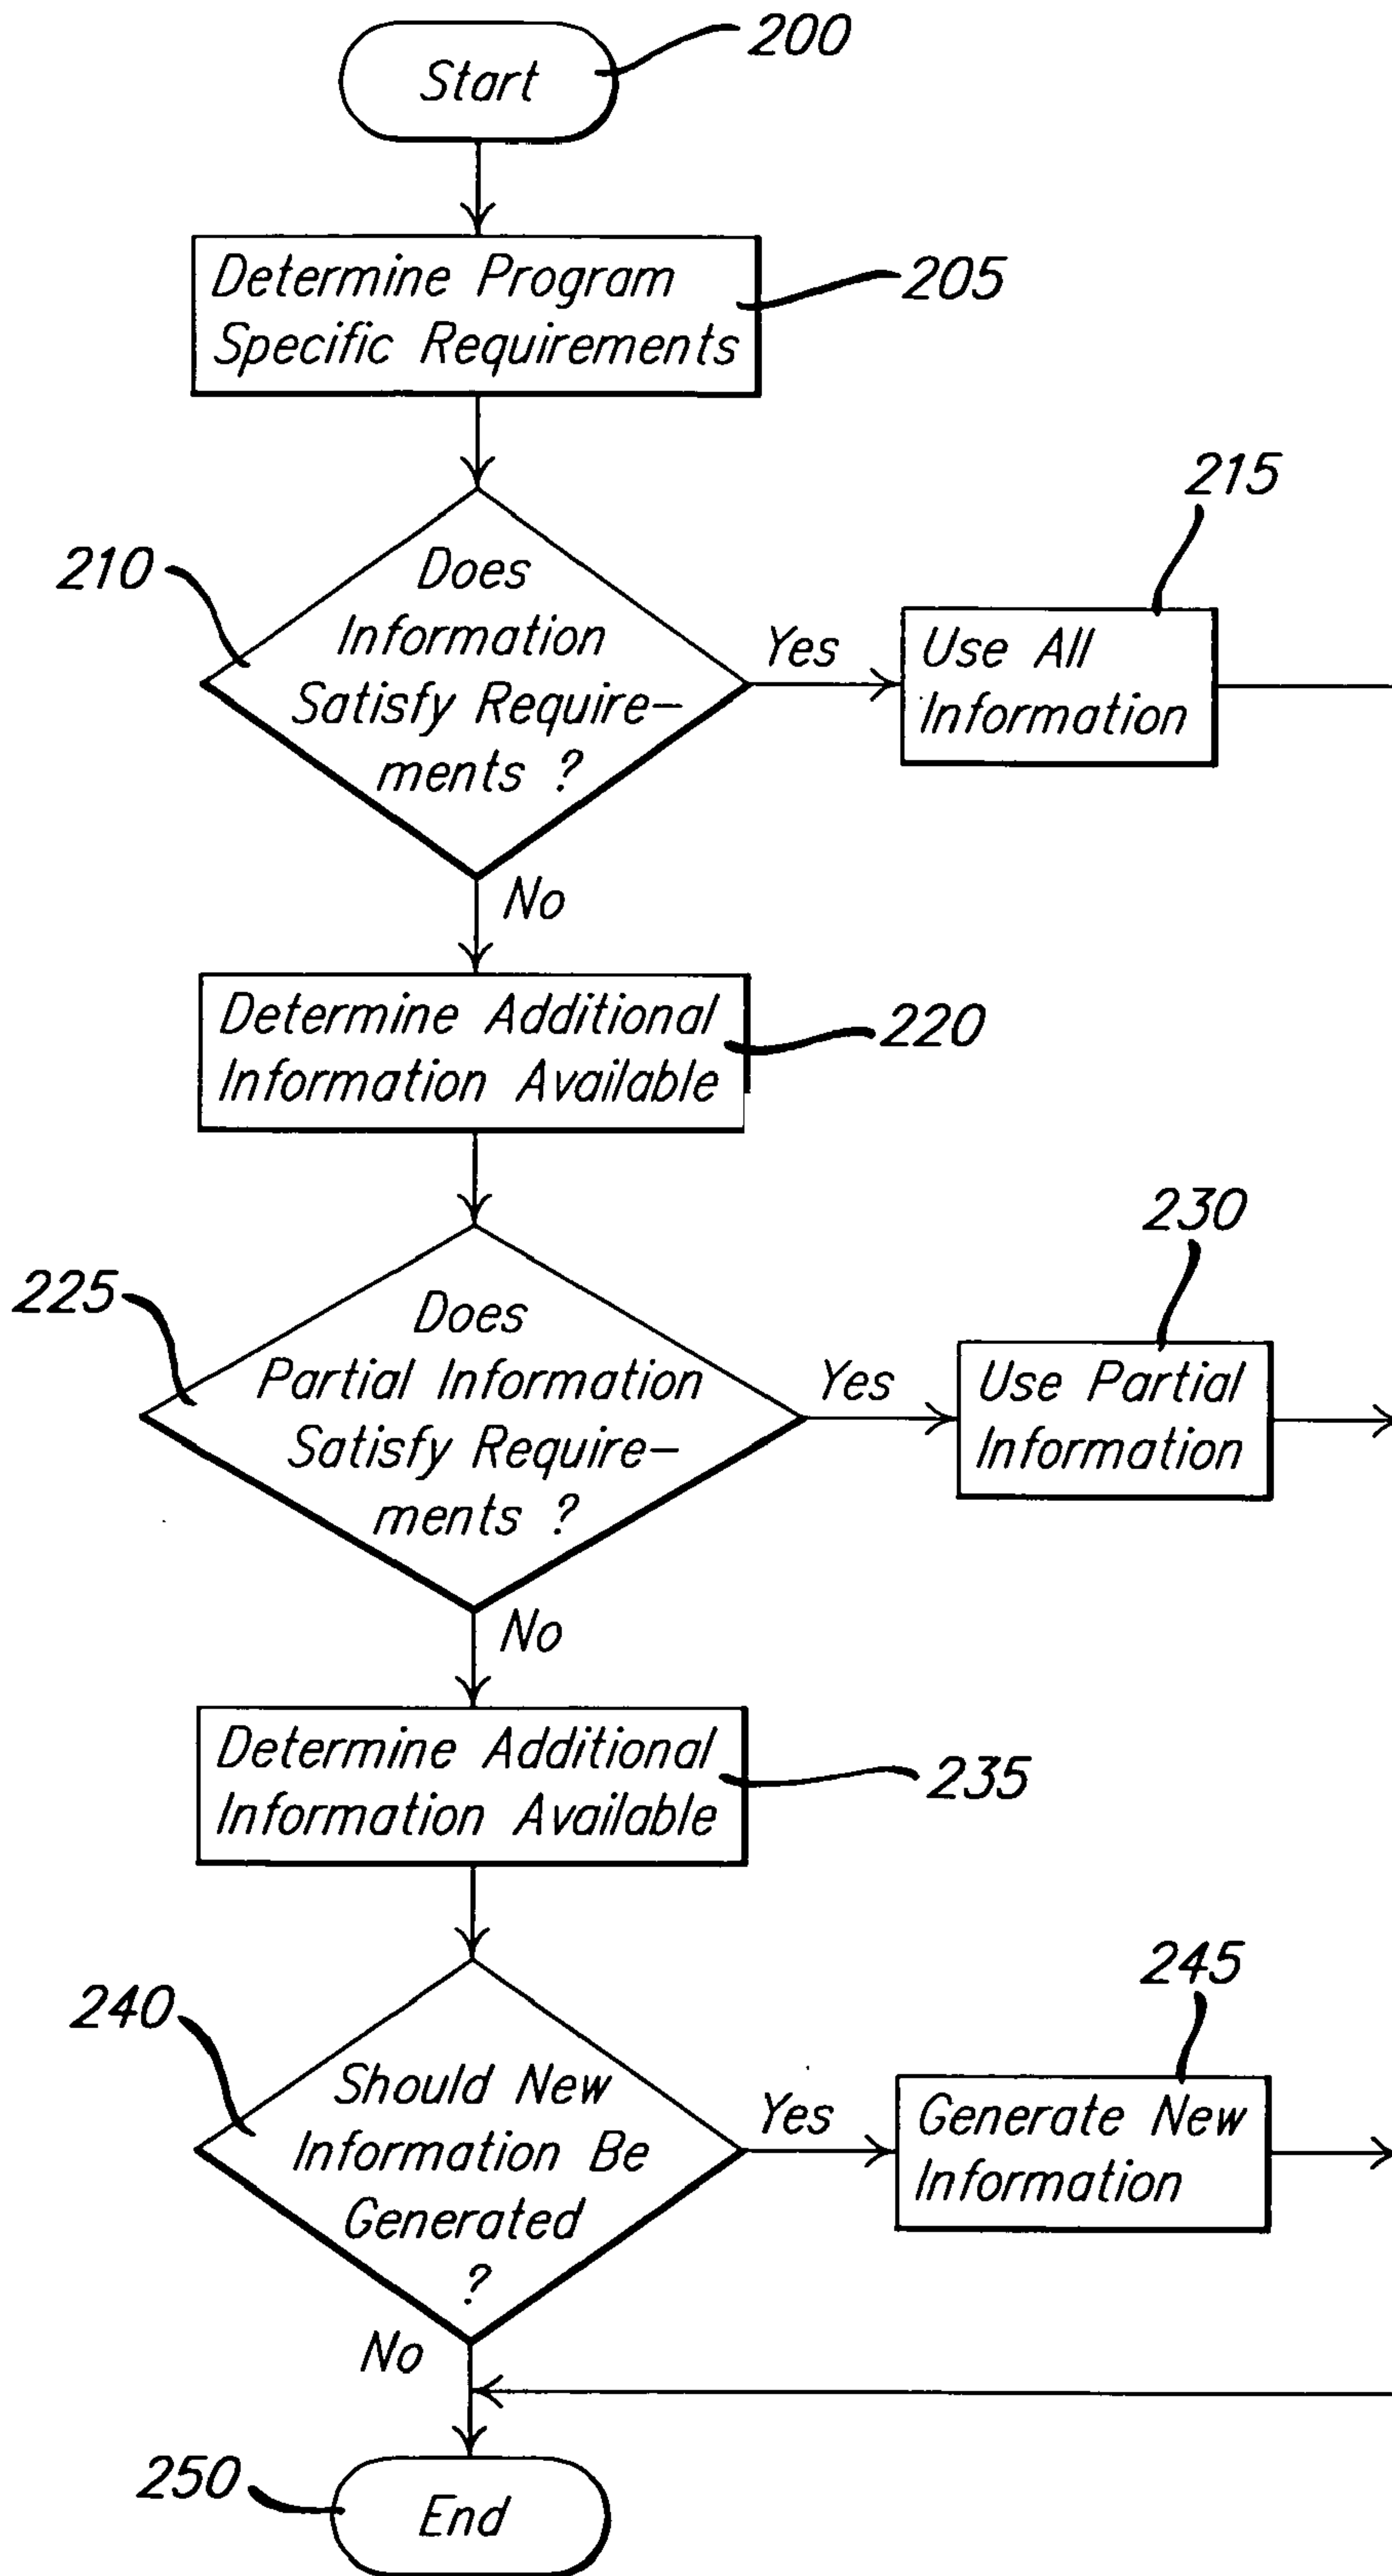 Start
200
Determine Program
Specific Requirements
205
210
Does
Information
Satisfy Require-
ments ?
Yes
215
Use All
Information
No
Determine Additional
Information Available
220
225
Does
Partial Information
Satisfy Require-
ments ?
Yes
230
Use Partial
Information
No
Determine Additional
Information Available
235
240
Should New
Information Be
Generated
?
Yes
245
Generate New
Information
No
250
End